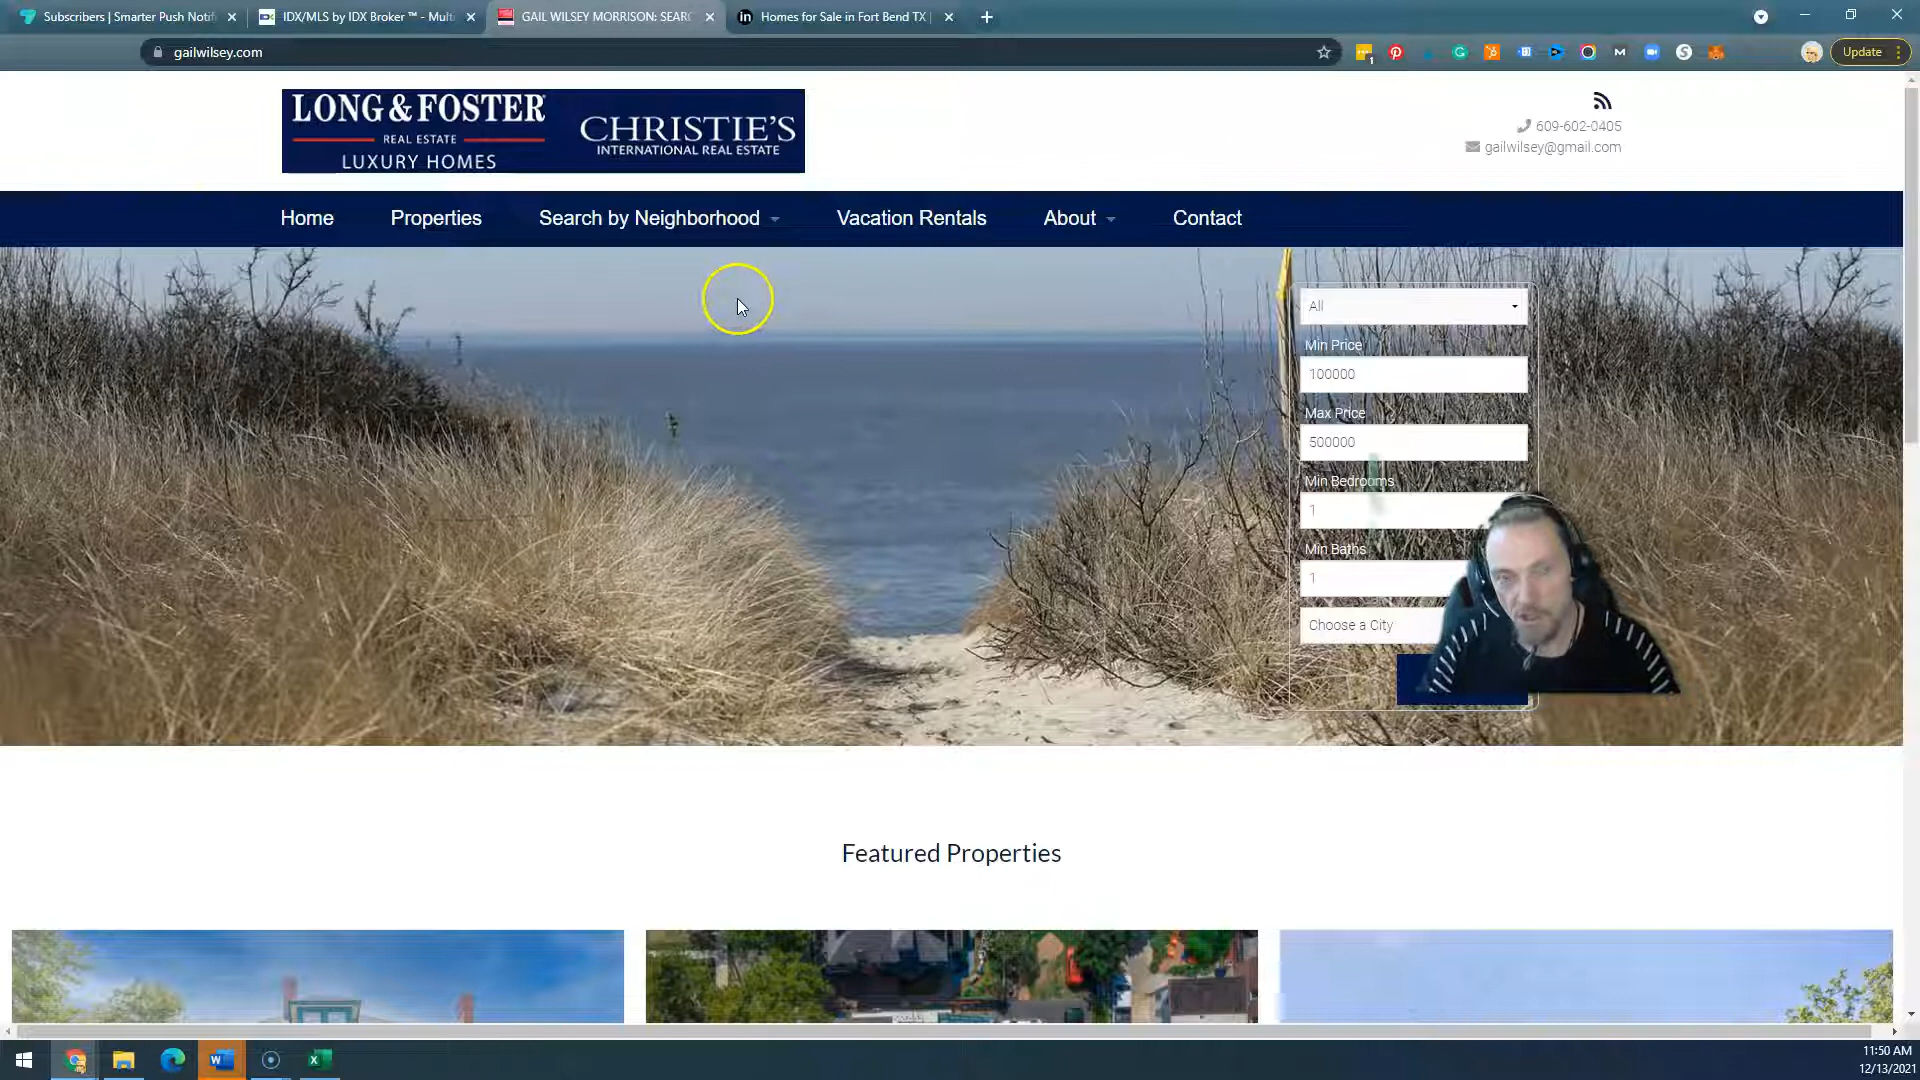 Subscribers | Smarter Push Notif
IDX/MLS by IDX Broker ™ - Mult
GAIL WILSEY MORRISON: SEARC
Homes for Sale in Fort Bend TX |
gailwilsey.com
Update
LONG & FOSTER
REAL ESTATE
LUXURY HOMES
CHRISTIE'S
INTERNATIONAL REAL ESTATE
609-602-0405
gailwilsey@gmail.com
Home
Properties
Search by Neighborhood
Vacation Rentals
About
Contact
All
Min Price
100000
Max Price
500000
Min Bedrooms
1
Min Baths
1
Choose a City
Featured Properties
11:50 AM
12/13/2021